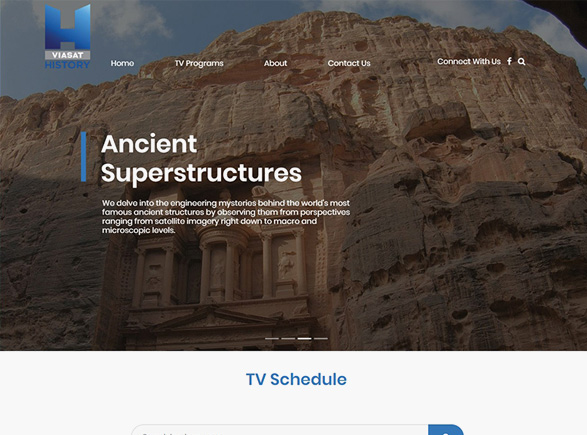 VIASAT
HISTORY
Home TV Programs About Contact Us Connect With Us
Ancient
Superstructures
We delve into the engineering mysteries behind the world's most
famous ancient structures by observing them from perspectives
ranging from satellite imagery right down to macro and
microscopic levels.
TV Schedule